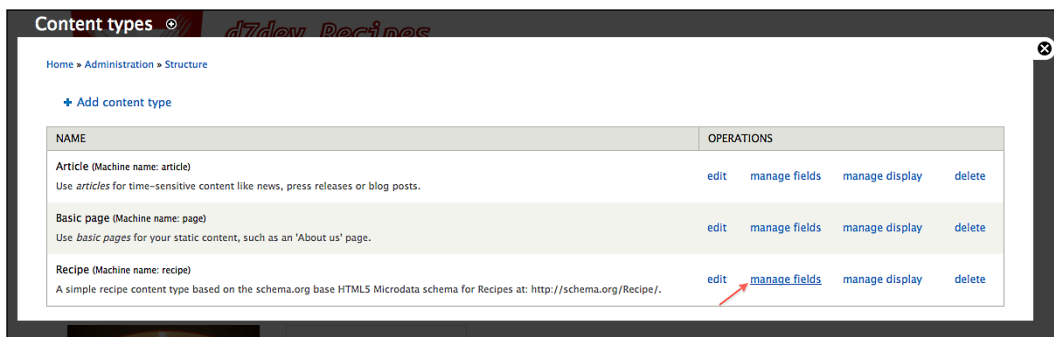 Content types
d7dev Recipes
Home » Administration » Structure
+ Add content type
NAME OPERATIONS
Article (Machine name: article)
Use articles for time-sensitive content like news, press releases or blog posts.
edit manage fields manage display delete
Basic page (Machine name: page)
Use basic pages for your static content, such as an 'About us' page.
edit manage fields manage display delete
Recipe (Machine name: recipe)
A simple recipe content type based on the schema.org base HTML5 Microdata schema for Recipes at: http://schema.org/Recipe/.
edit manage fields manage display delete